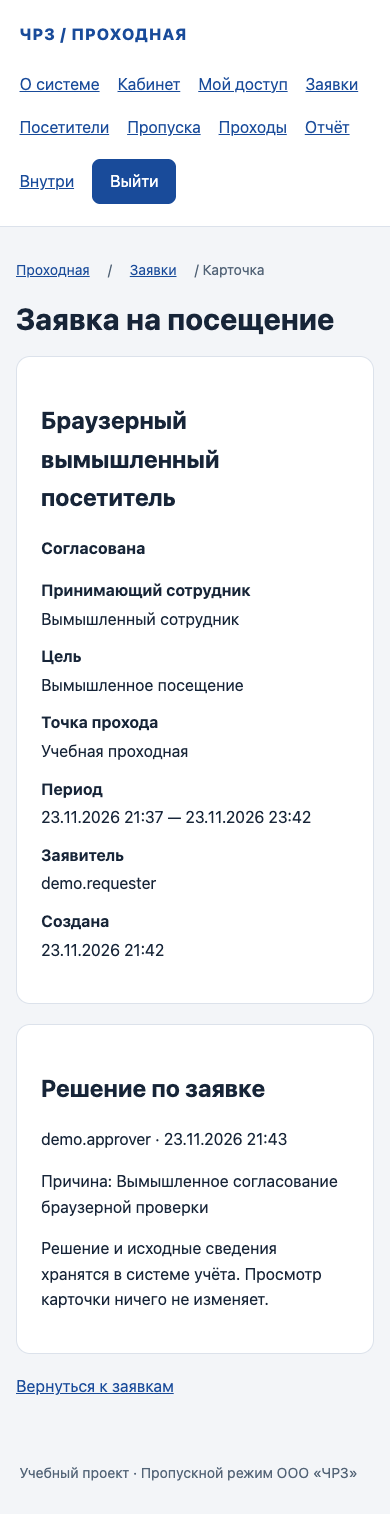 ЧРЗ / ПРОХОДНАЯ
О системе Кабинет Мой доступ Заявки
Посетители Пропуска Проходы Отчёт
Внутри Выйти
Проходная / Заявки / Карточка
Заявка на посещение
Браузерный
вымышленный
посетитель
Согласована
Принимающий сотрудник
Вымышленный сотрудник
Цель
Вымышленное посещение
Точка прохода
Учебная проходная
Период
23.11.2026 21:37 — 23.11.2026 23:42
Заявитель
demo.requester
Создана
23.11.2026 21:42
Решение по заявке
demo.approver · 23.11.2026 21:43
Причина: Вымышленное согласование
браузерной проверки
Решение и исходные сведения
хранятся в системе учёта. Просмотр
карточки ничего не изменяет.
Вернуться к заявкам
Учебный проект · Пропускной режим ООО «ЧРЗ»